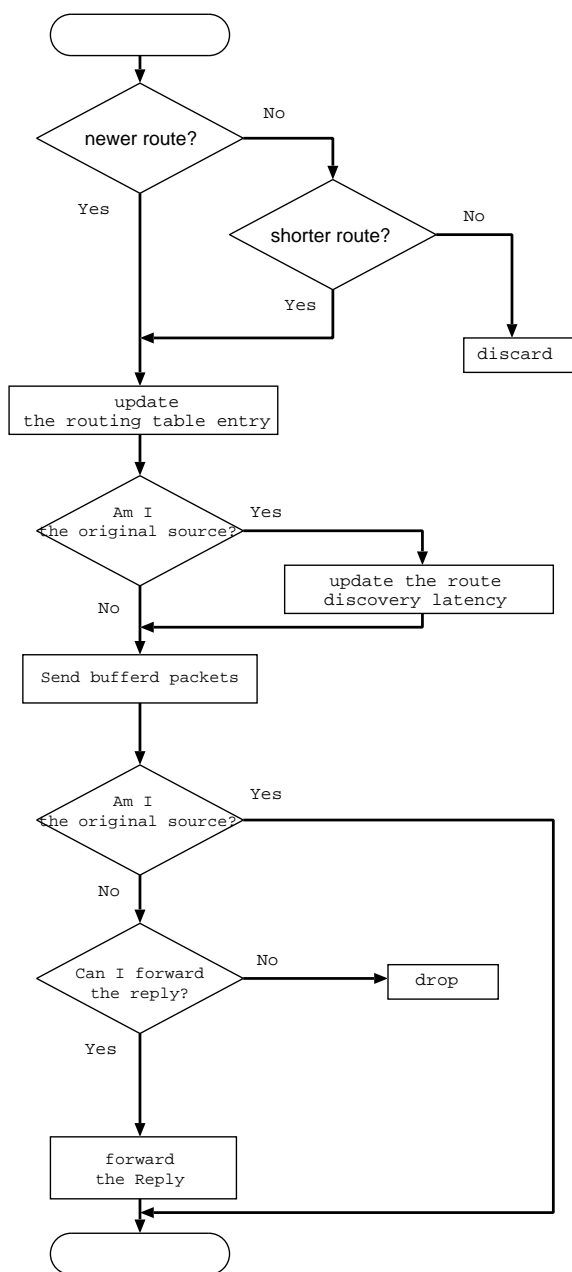 No
newer route?
Yes
No
shorter route?
Yes
discard
update
the routing table entry
Am I
the original source?
Yes
update the route
discovery latency
No
Send bufferd packets
Am I
the original source?
Yes
No
Can I forward
the reply?
No
drop
Yes
forward
the Reply